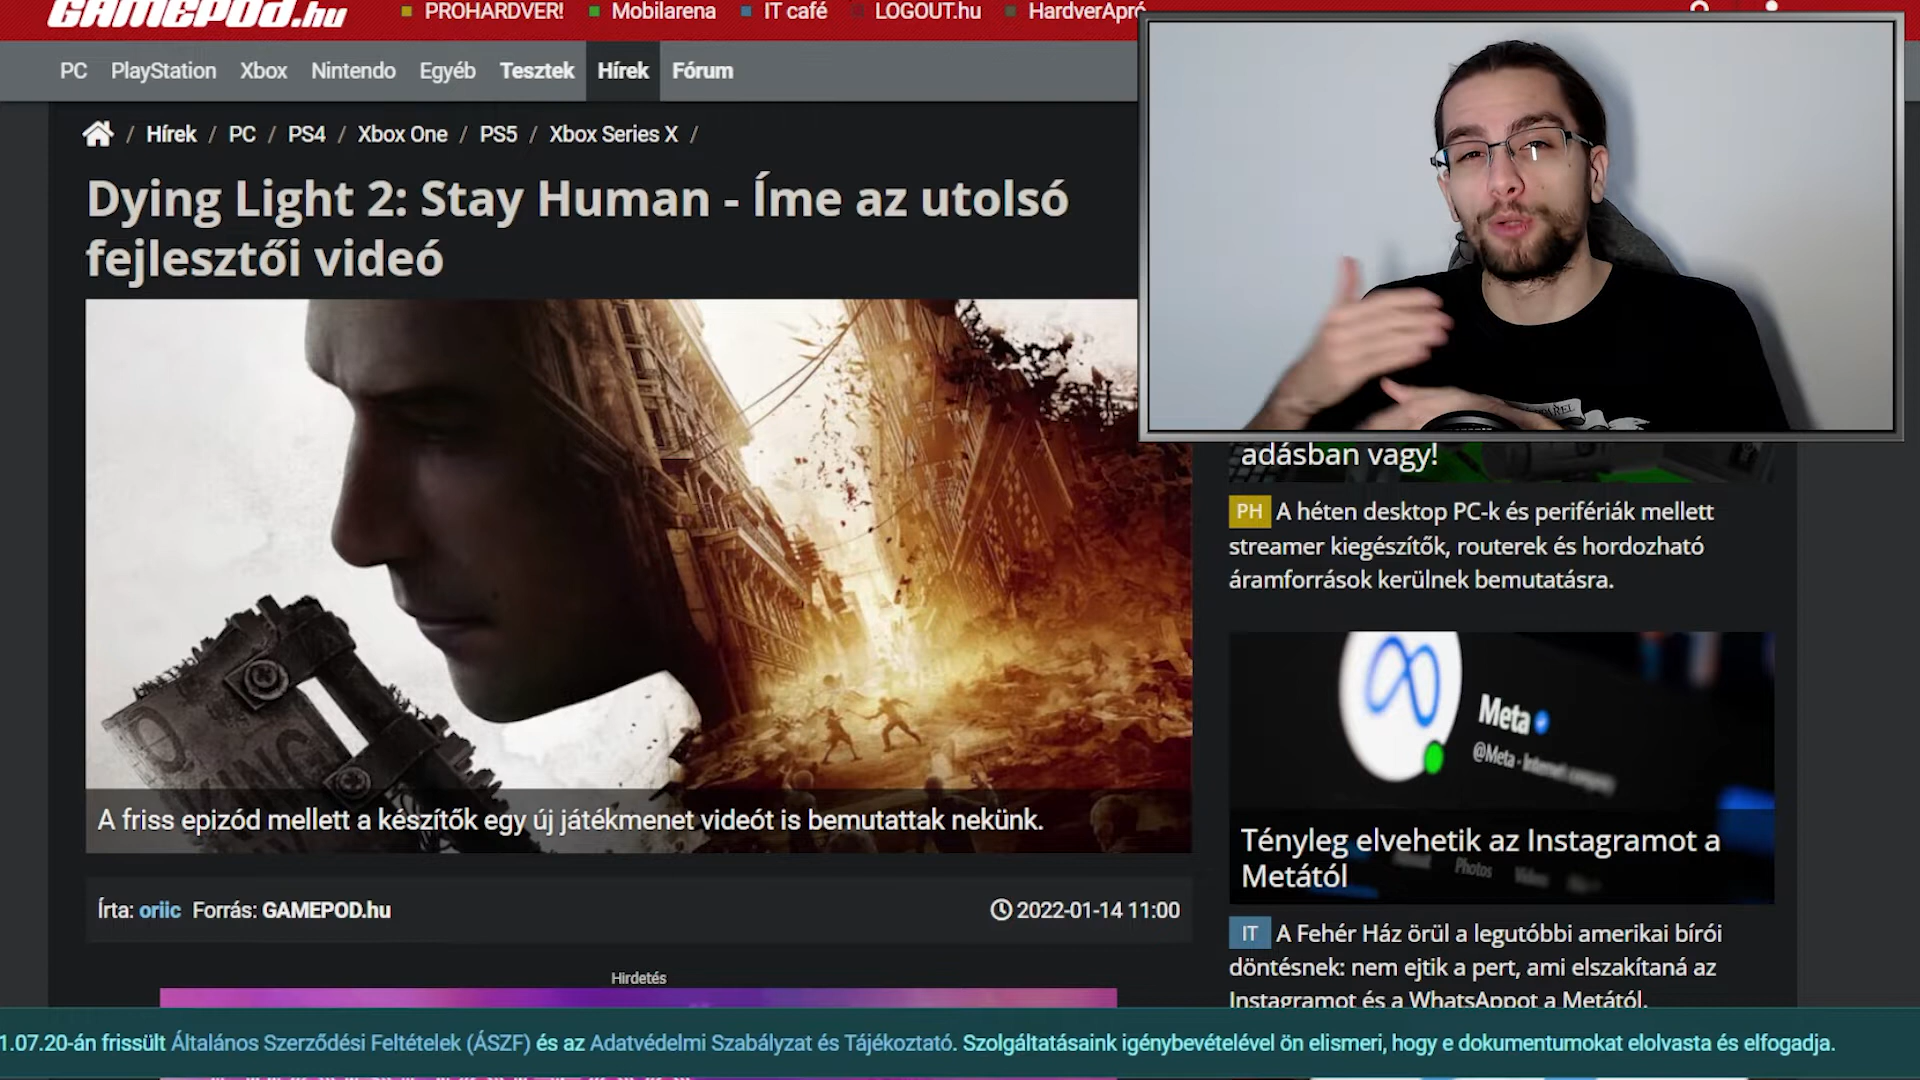 GAMEPOD.hu
PROHARDVER! Mobilarena IT café LOGOUT.hu HardverApró
PC PlayStation Xbox Nintendo Egyéb Tesztek Hírek Fórum
/ Hírek / PC / PS4 / Xbox One / PS5 / Xbox Series X /
Dying Light 2: Stay Human - Íme az utolsó
fejlesztői videó
A friss epizód mellett a készítők egy új játékmenet videót is bemutattak nekünk.
Írta: oriic Forrás: GAMEPOD.hu
2022-01-14 11:00
Hirdetés
adásban vagy!
PH A héten desktop PC-k és perifériák mellett
streamer kiegészítők, routerek és hordozható
áramforrások kerülnek bemutatásra.
Meta
@Meta · Internet company
Tényleg elvehetik az Instagramot a
Metától
Photos
IT A Fehér Ház örül a legutóbbi amerikai bírói
döntésnek: nem ejtik a pert, ami elszakítaná az
Instagramot és a WhatsAppot a Metától.
1.07.20-án frissült Általános Szerződési Feltételek (ÁSZF) és az Adatvédelmi Szabályzat és Tájékoztató. Szolgáltatásaink igénybevételével ön elismeri, hogy e dokumentumokat elolvasta és elfogadja.